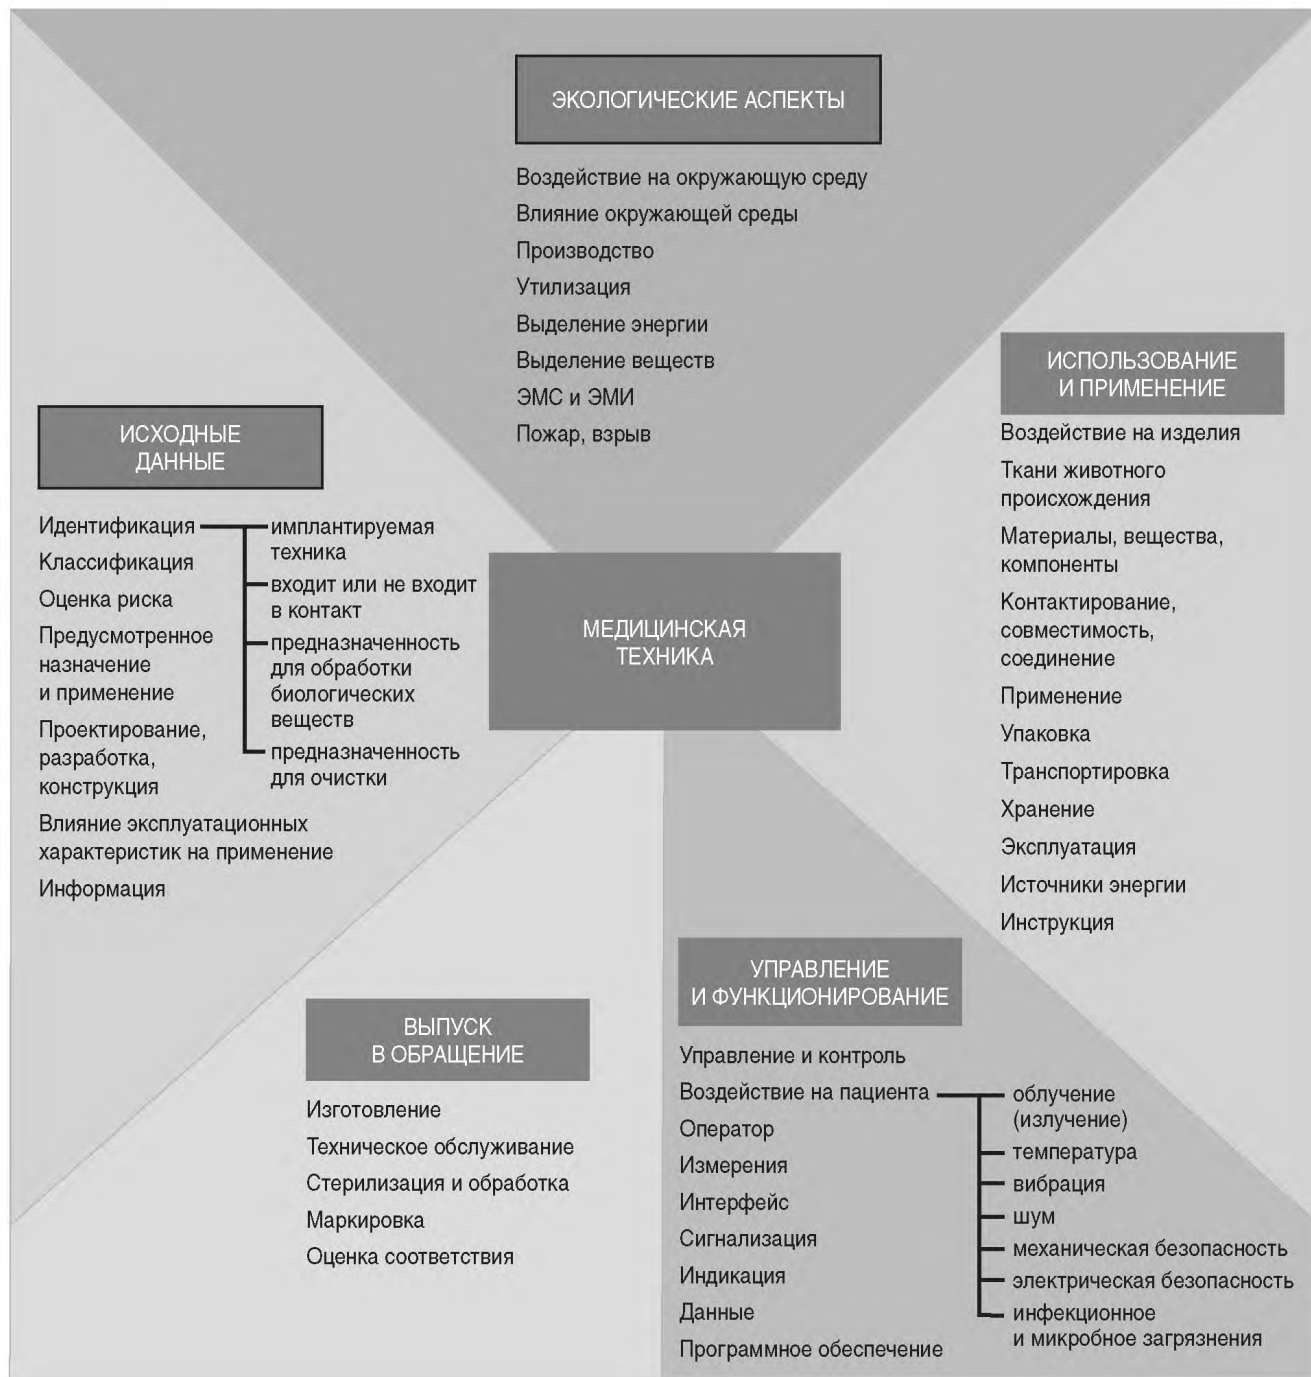 ЭКОЛОГИЧЕСКИЕ АСПЕКТЫ
Воздействие на окружающую среду
Влияние окружающей среды
Производство
Утилизация
Выделение энергии
Выделение веществ
ЭМС и ЭМИ
Пожар, взрыв
ИСХОДНЫЕ
ДАННЫЕ
Идентификация
Классификация
Оценка риска
Предусмотренное
назначение
и применение
Проектирование,
разработка,
конструкция
Влияние эксплуатационных
характеристик на применение
Информация
имплантируемая
техника
входит или не входит
в контакт
предназначенность
для обработки
биологических
веществ
предназначенность
для очистки
МЕДИЦИНСКАЯ
ТЕХНИКА
ИСПОЛЬЗОВАНИЕ
И ПРИМЕНЕНИЕ
Воздействие на изделия
Ткани животного
происхождения
Материалы, вещества,
компоненты
Контактирование,
совместимость,
соединение
Применение
Упаковка
Транспортировка
Хранение
Эксплуатация
Источники энергии
Инструкция
ВЫПУСК
В ОБРАЩЕНИЕ
Изготовление
Техническое обслуживание
Стерилизация и обработка
Маркировка
Оценка соответствия
УПРАВЛЕНИЕ
И ФУНКЦИОНИРОВАНИЕ
Управление и контроль
Воздействие на пациента
Оператор
Измерения
Интерфейс
Сигнализация
Индикация
Данные
Программное обеспечение
облучение
(излучение)
температура
вибрация
шум
механическая безопасность
электрическая безопасность
инфекционное
и микробное загрязнения